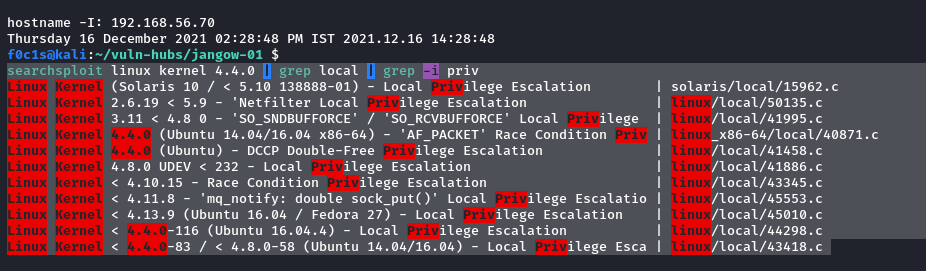 hostname -I: 192.168.56.70
Thursday 16 December 2021 02:28:48 PM IST 2021.12.16 14:28:48
f0c1s@kali:~/vuln-hubs/jangow-01 $
searchsploit linux kernel 4.4.0 | grep local | grep -i priv
Linux Kernel (Solaris 10 / < 5.10 138888-01) - Local Privilege Escalation | solaris/local/15962.c
Linux Kernel 2.6.19 < 5.9 - 'Netfilter Local Privilege Escalation | linux/local/50135.c
Linux Kernel 3.11 < 4.8 0 - 'SO_SNDBUFFORCE' / 'SO_RCVBUFFORCE' Local Privilege | linux/local/41995.c
Linux Kernel 4.4.0 (Ubuntu 14.04/16.04 x86-64) - 'AF_PACKET' Race Condition Priv | linux_x86-64/local/40871.c
Linux Kernel 4.4.0 (Ubuntu) - DCCP Double-Free Privilege Escalation | linux/local/41458.c
Linux Kernel 4.8.0 UDEV < 232 - Local Privilege Escalation | linux/local/41886.c
Linux Kernel < 4.10.15 - Race Condition Privilege Escalation | linux/local/43345.c
Linux Kernel < 4.11.8 - 'mq_notify: double sock_put()' Local Privilege Escalatio | linux/local/45553.c
Linux Kernel < 4.13.9 (Ubuntu 16.04 / Fedora 27) - Local Privilege Escalation | linux/local/45010.c
Linux Kernel < 4.4.0-116 (Ubuntu 16.04.4) - Local Privilege Escalation | linux/local/44298.c
Linux Kernel < 4.4.0-83 / < 4.8.0-58 (Ubuntu 14.04/16.04) - Local Privilege Esca | linux/local/43418.c